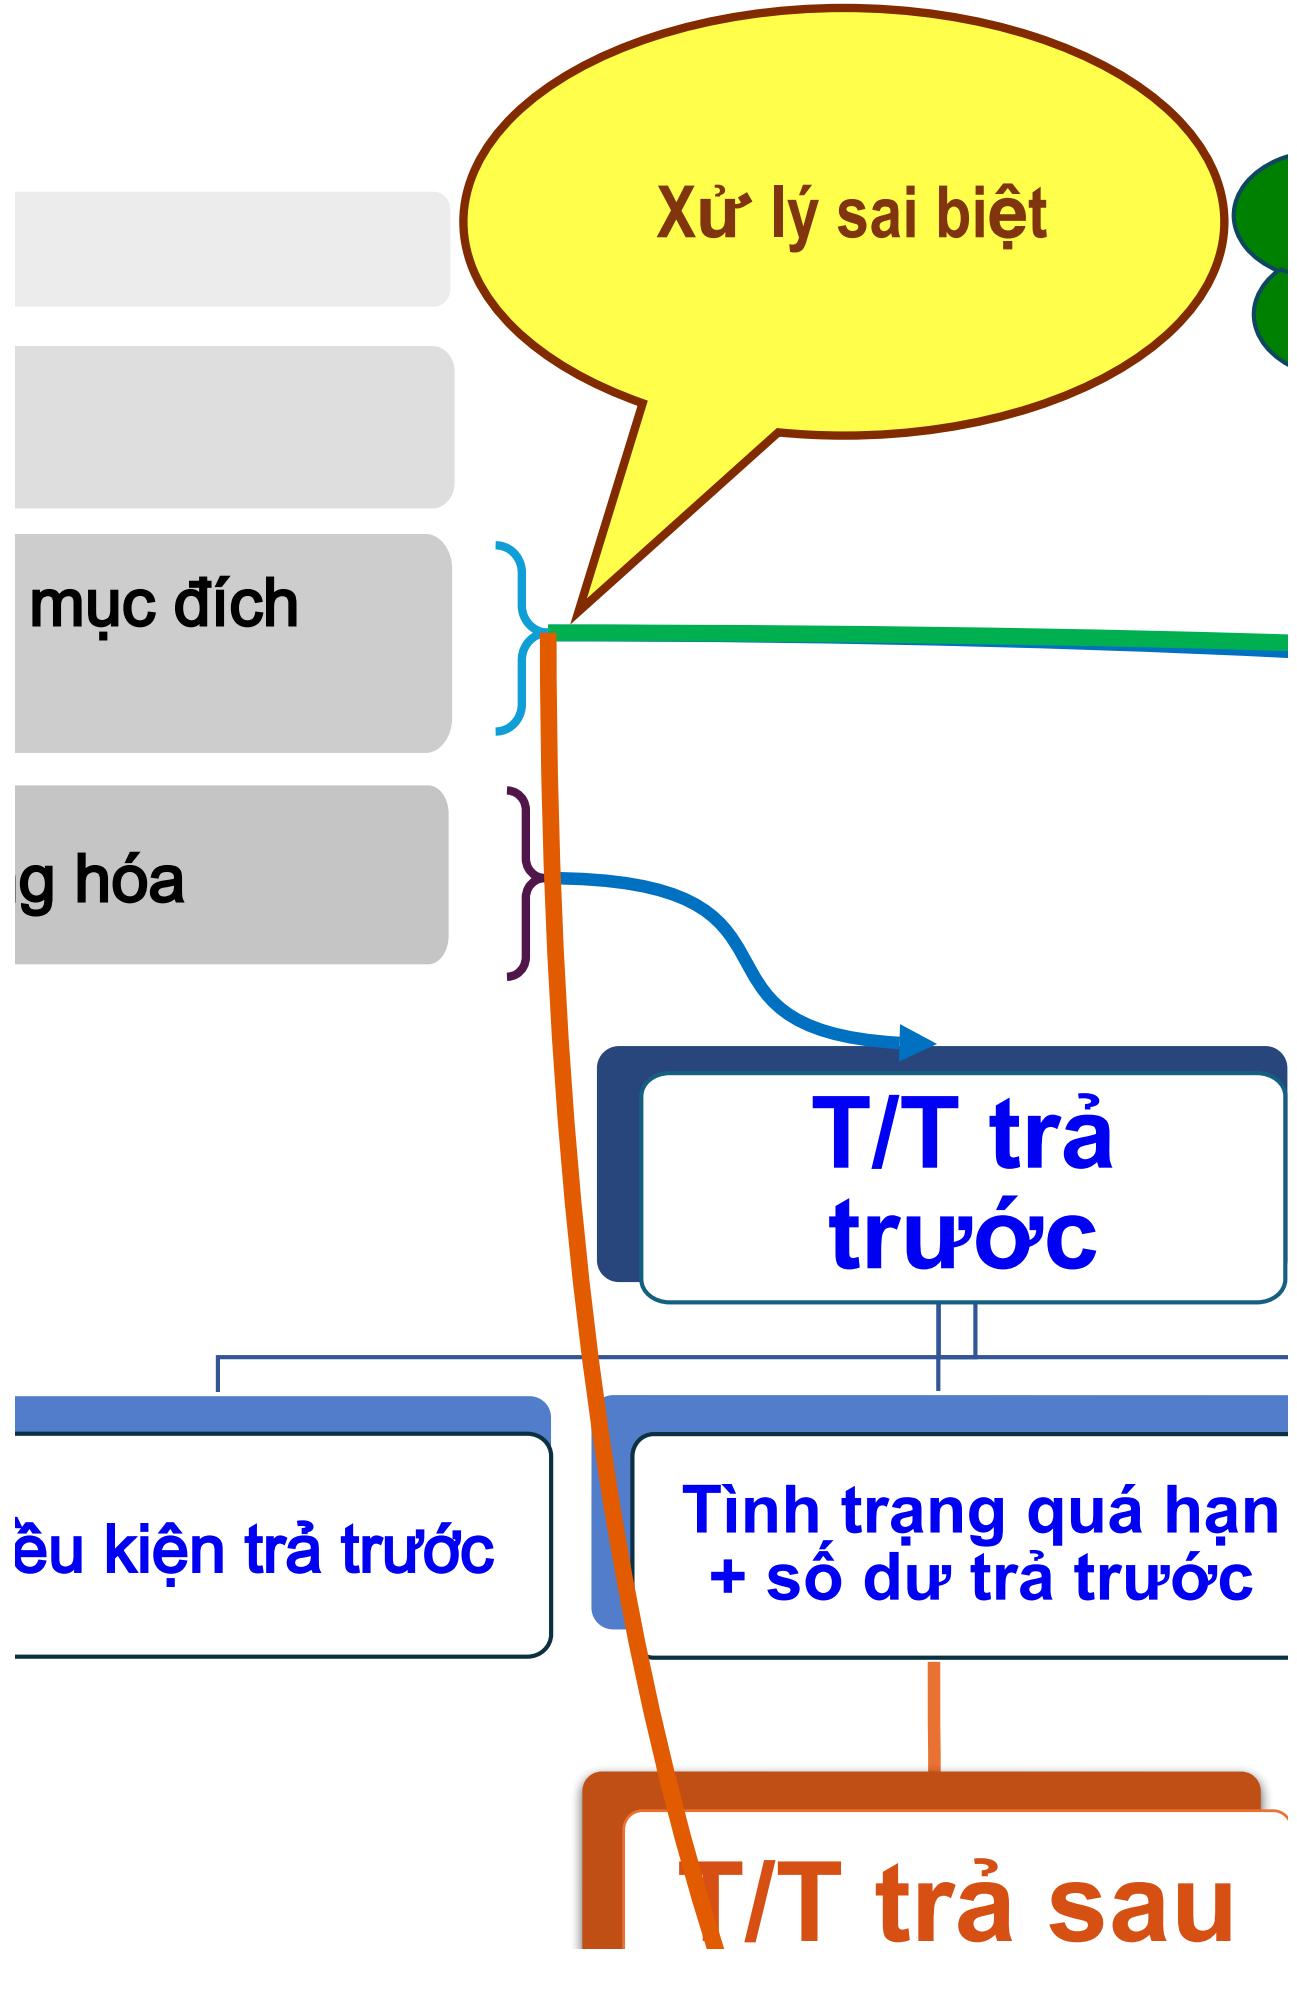 Xử lý sai biệt
mục đích
hóa
T/T trả
trước
kiện trả trước
Tình trạng quá hạn
+ số dư trả trước
T/T trả sau